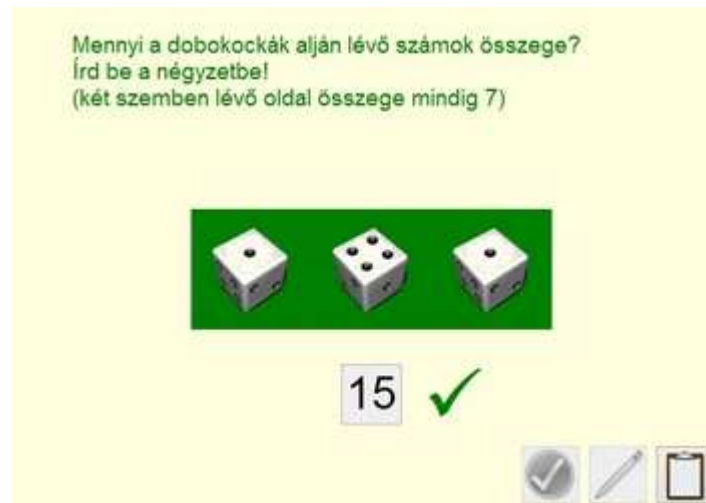 Mennyi a dobokockák alján lévő számok összege?
Írd be a négyzetbe!
(két szemben lévő oldal összege mindig 7)
15